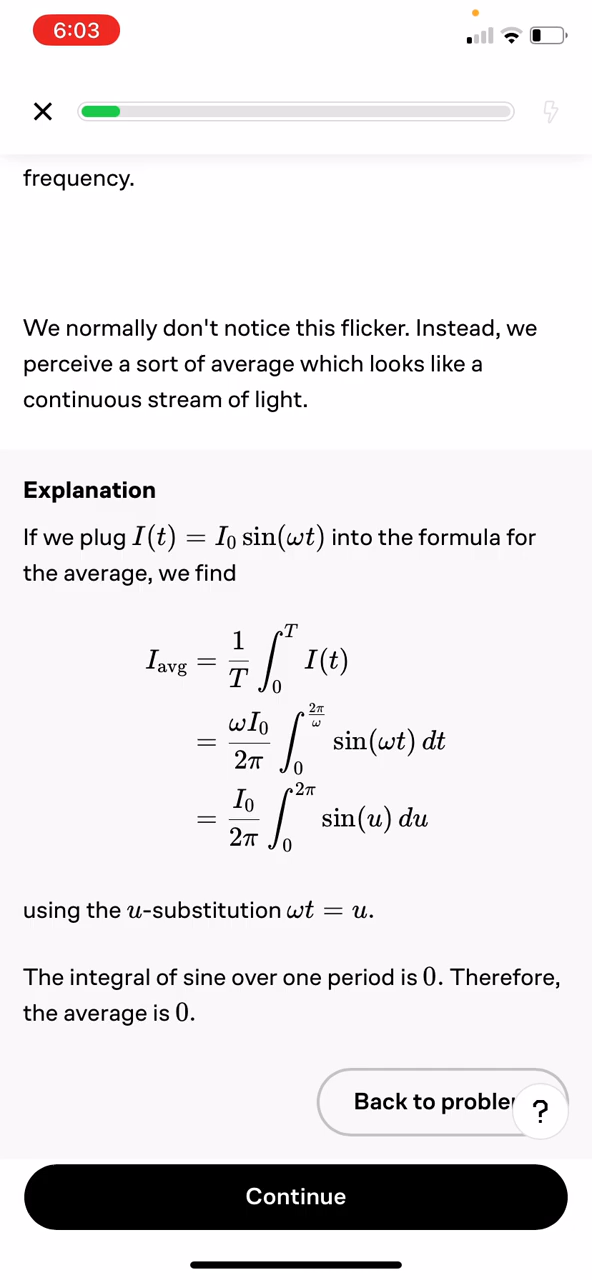 6:03
frequency.
We normally don't notice this flicker. Instead, we
perceive a sort of average which looks like a
continuous stream of light.
Explanation
If we plug I(t) = I₀ sin(ωt) into the formula for
the average, we find
I_avg = 1/T ∫₀^T I(t)
= ωI₀/2π ∫₀^(2π/ω) sin(ωt) dt
= I₀/2π ∫₀^(2π) sin(u) du
using the u-substitution ωt = u.
The integral of sine over one period is 0. Therefore,
the average is 0.
Back to
?
Continue